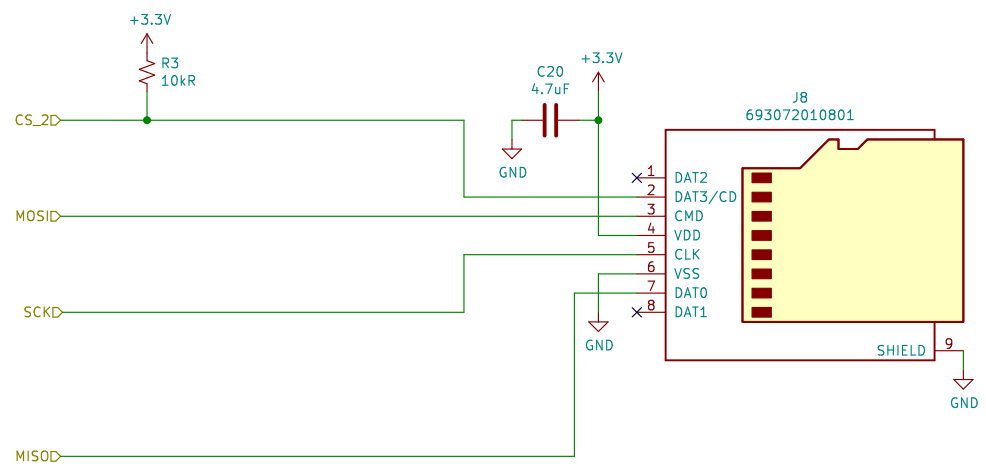 +3.3V
R3
10kR
+3.3V
C20
4.7uF
CS_2
GND
J8
693072010801
1 DAT2
2 DAT3/CD
MOSI
3 CMD
4 VDD
5 CLK
6 VSS
7 DAT0
8 DAT1
SCK
GND
SHIELD 9
GND
MISO